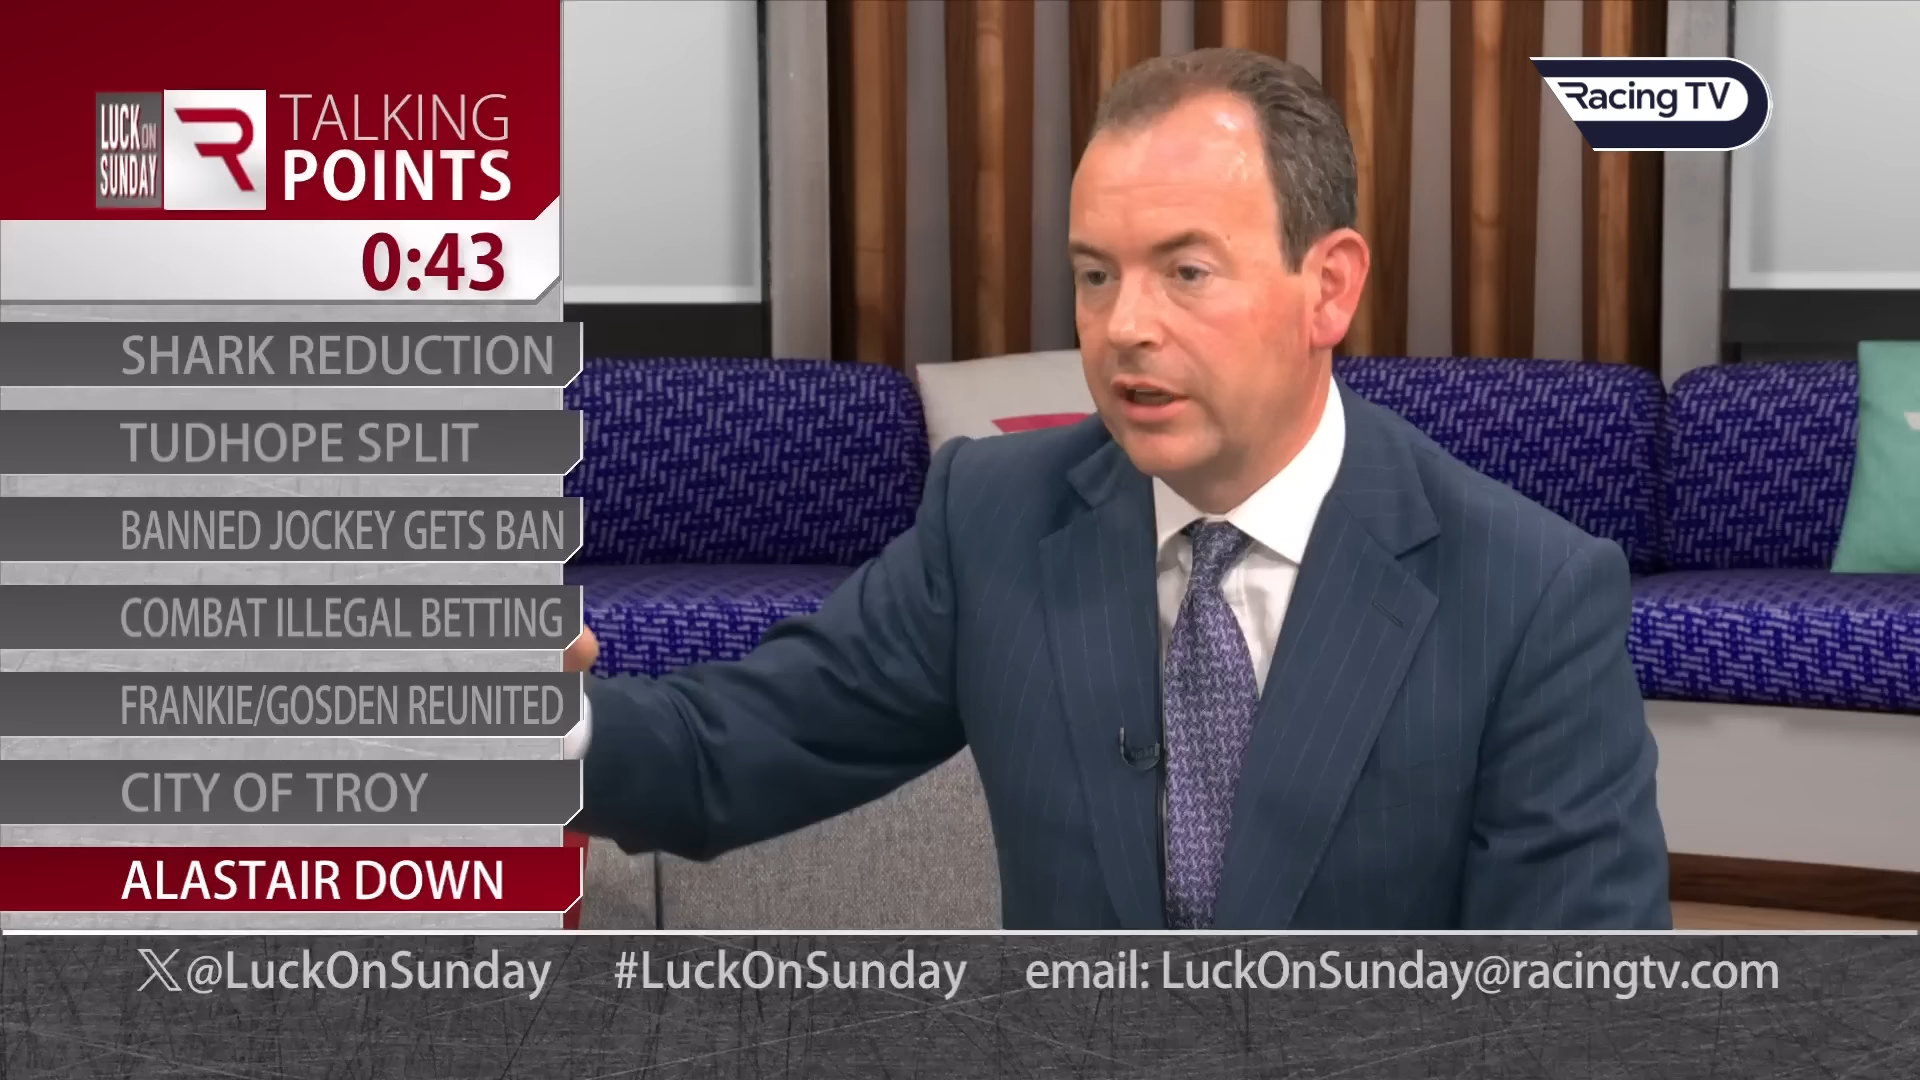 LUCK ON
SUNDAY
R
TALKING
POINTS
Racing TV
0:43
SHARK REDUCTION
TUDHOPE SPLIT
BANNED JOCKEY GETS BAN
COMBAT ILLEGAL BETTING
FRANKIE/GOSDEN REUNITED
CITY OF TROY
ALASTAIR DOWN
X@LuckOnSunday #LuckOnSunday email: LuckOnSunday@racingtv.com